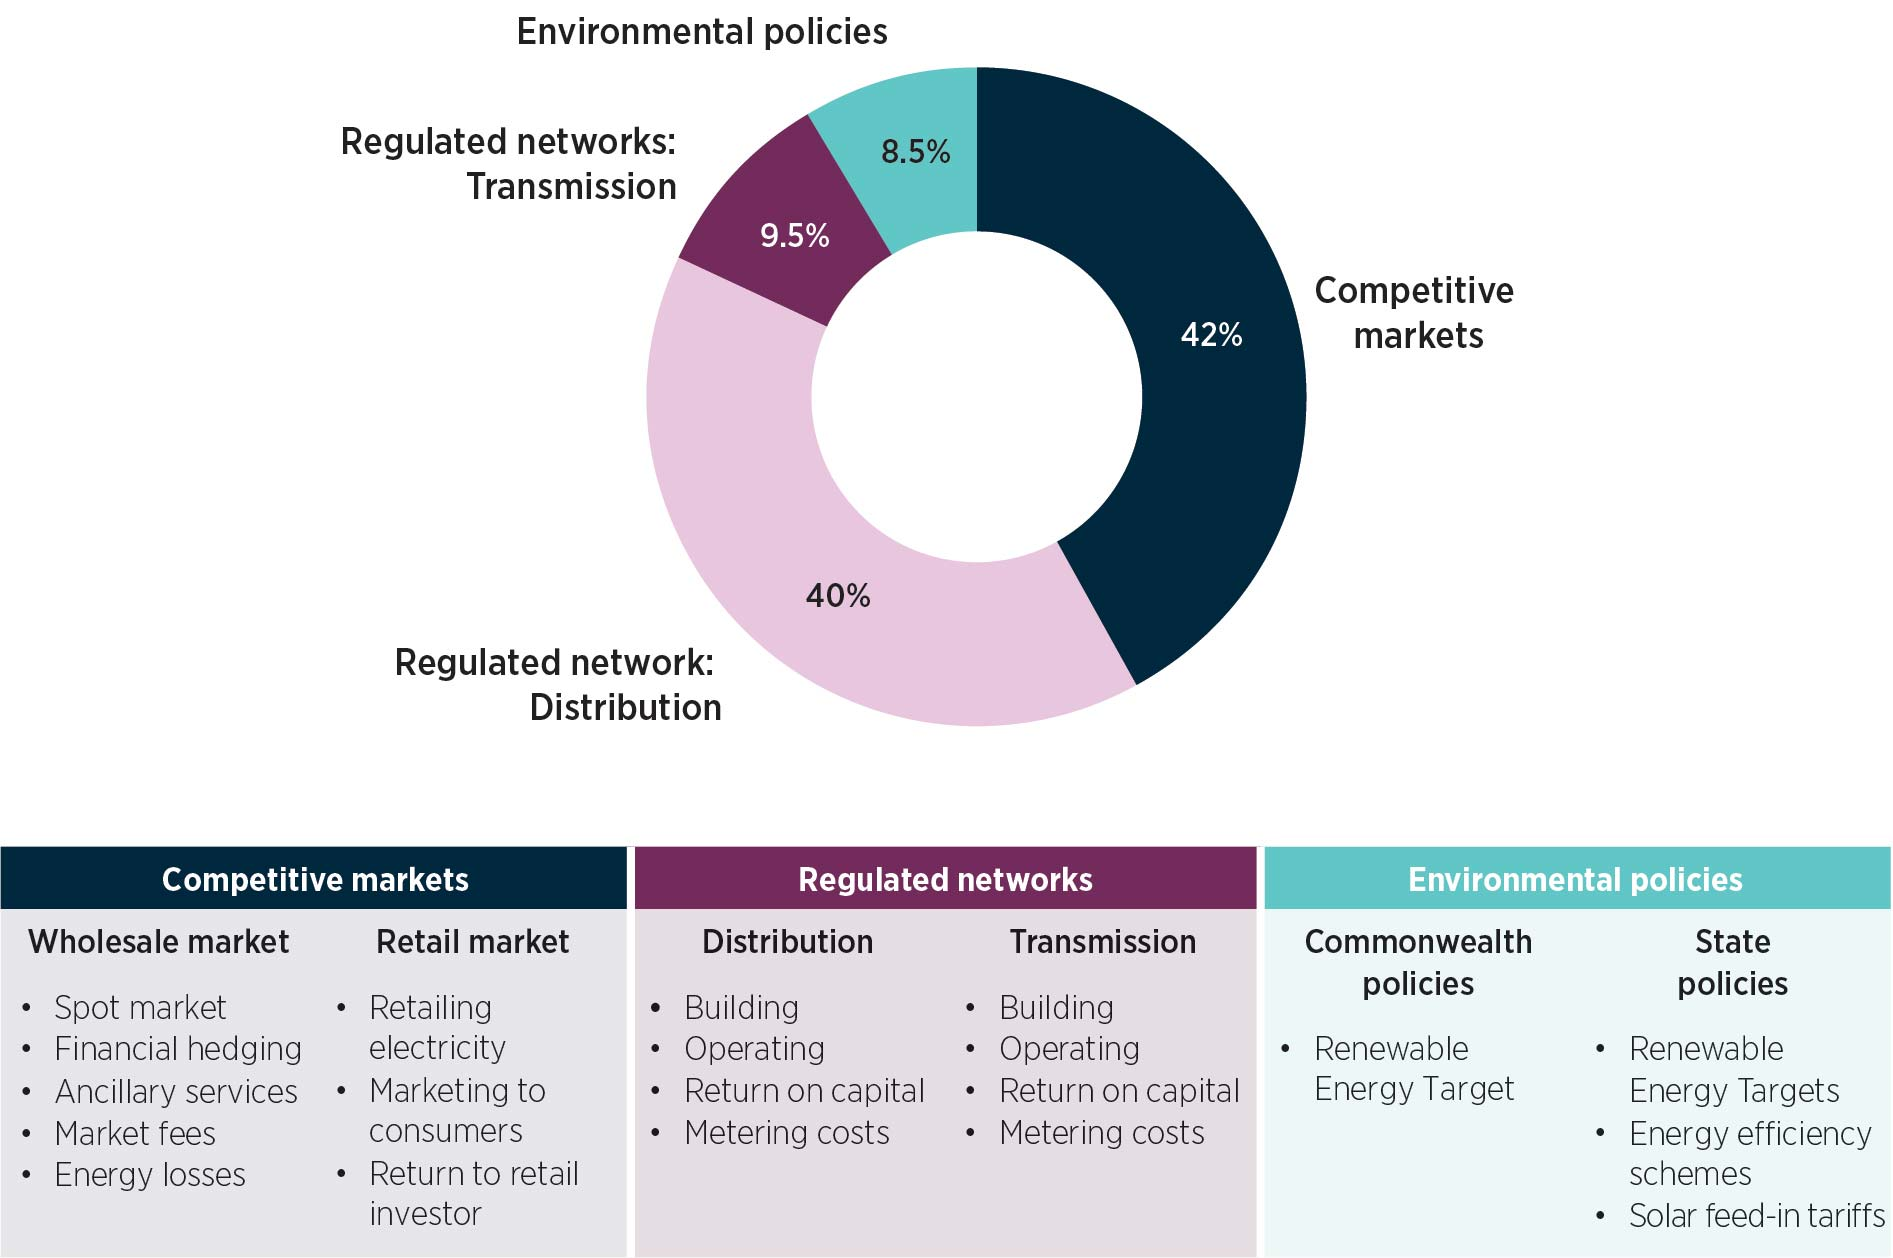 Environmental policies
8.5%
Regulated networks:
Transmission
9.5%
Competitive
markets
42%
40%
Regulated network:
Distribution
Competitive markets
Wholesale market
• Spot market
• Financial hedging
• Ancillary services
• Market fees
• Energy losses
Retail market
• Retailing
electricity
• Marketing to
consumers
• Return to retail
investor
Regulated networks
Distribution
• Building
• Operating
• Return on capital
• Metering costs
Transmission
• Building
• Operating
• Return on capital
• Metering costs
Environmental policies
Commonwealth
policies
• Renewable
Energy Target
State
policies
• Renewable
Energy Targets
• Energy efficiency
schemes
• Solar feed-in tariffs